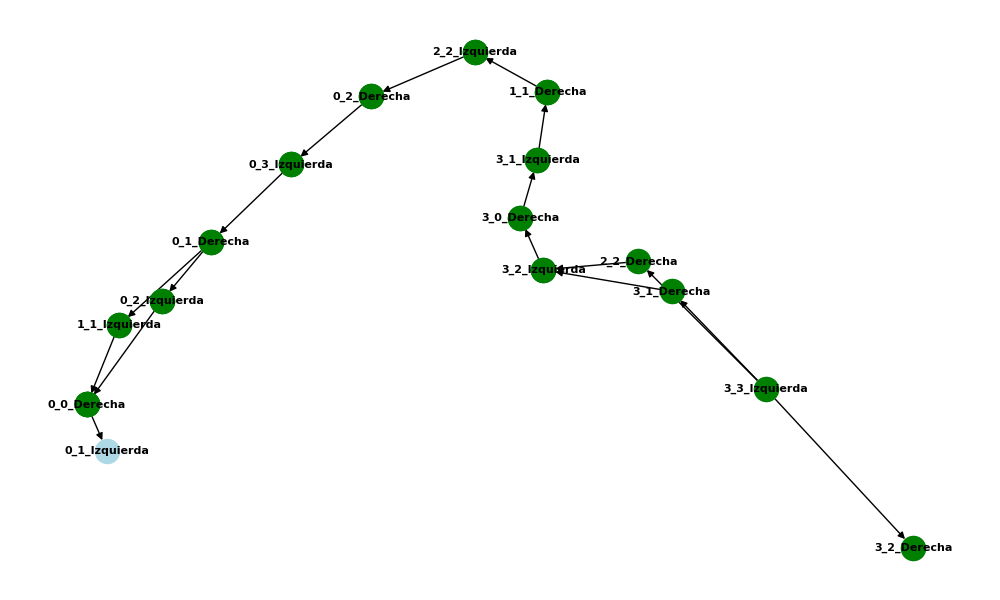 2_2_Izquierda
1_1_Derecha
0_2_Derecha
3_1_Izquierda
0_3_Izquierda
3_0_Derecha
0_1_Derecha
2_2_Derecha
3_2_Izquierda
3_1_Derecha
0_2_Izquierda
1_1_Izquierda
3_3_Izquierda
0_0_Derecha
0_1_Izquierda
3_2_Derecha